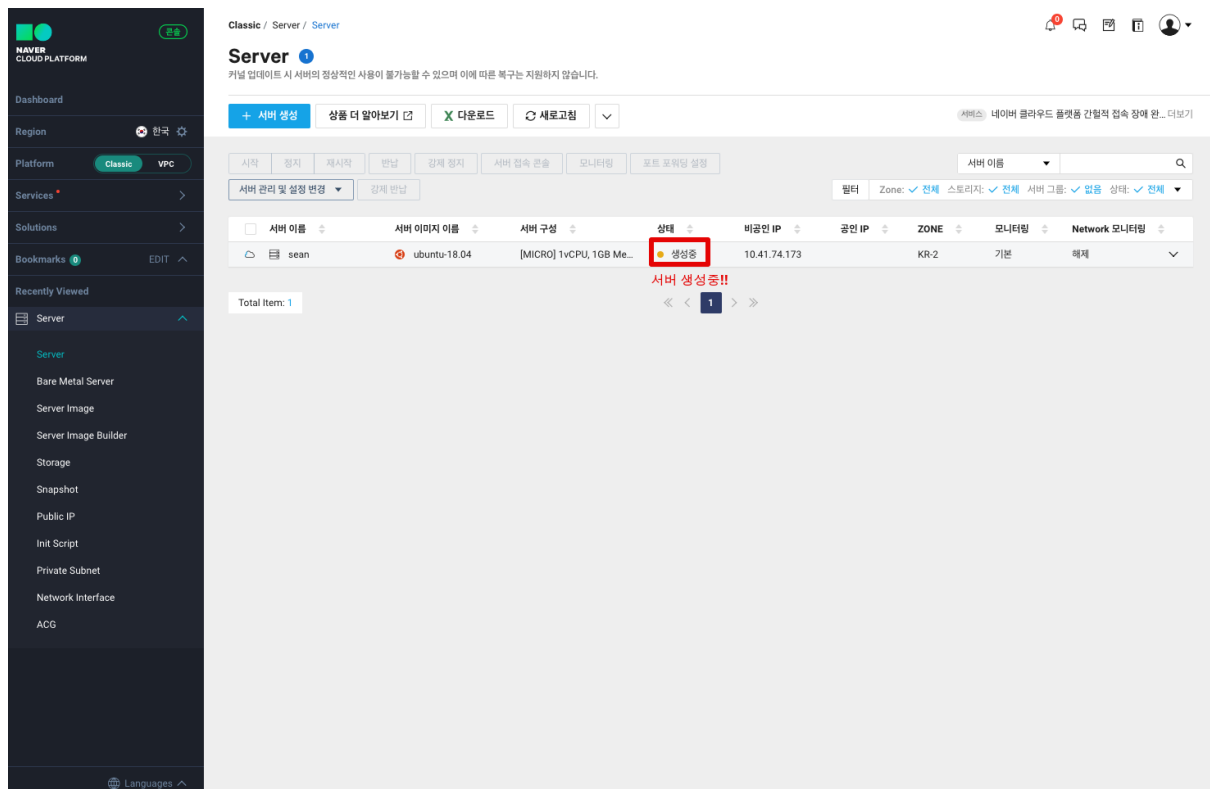 NAVER
CLOUD PLATFORM
콘솔
Dashboard
Region 한국
Platform Classic VPC
Services
Solutions
Bookmarks 0 EDIT
Recently Viewed
Server
Server
Bare Metal Server
Server Image
Server Image Builder
Storage
Snapshot
Public IP
Init Script
Private Subnet
Network Interface
ACG
Languages
Classic / Server / Server
0
Server 1
커널 업데이트 시 서버의 정상적인 사용이 불가능할 수 있으며 이에 따른 복구는 지원하지 않습니다.
+ 서버 생성 상품 더 알아보기 X 다운로드 새로고침
서비스 네이버 클라우드 플랫폼 간헐적 접속 장애 완... 더보기
시작 정지 재시작 반납 강제 정지 서버 접속 콘솔 모니터링 포트 포워딩 설정 서버 이름
서버 관리 및 설정 변경 강제 반납 필터 Zone: 전체 스토리지: 전체 서버 그룹: 없음 상태: 전체
서버 이름 서버 이미지 이름 서버 구성 상태 비공인 IP 공인 IP ZONE 모니터링 Network 모니터링
sean ubuntu-18.04 [MICRO] 1vCPU, 1GB Me... 생성중 10.41.74.173 KR-2 기본 해제
서버 생성중!!
Total Item: 1 1